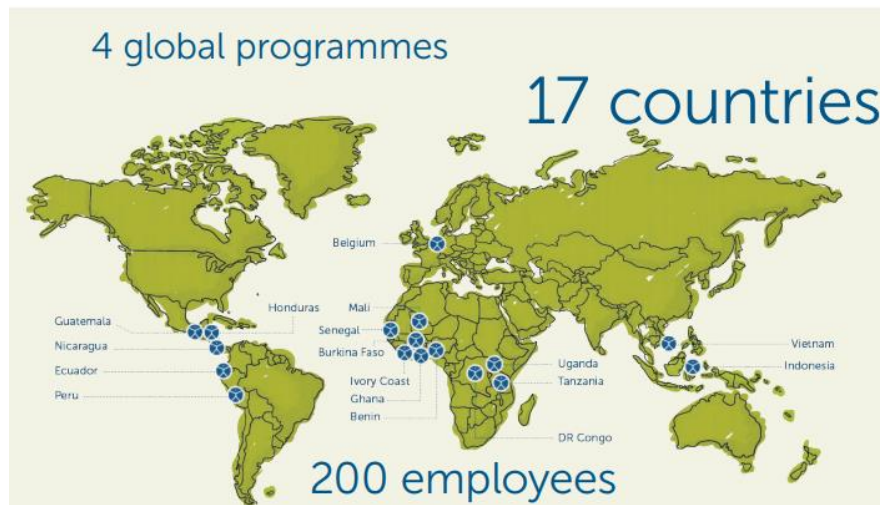 4 global programmes
17 countries
Belgium
Guatemala
Honduras
Mali
Nicaragua
Senegal
Ecuador
Burkina Faso
Peru
Ivory Coast
Ghana
Benin
Uganda
Tanzania
DR Congo
Vietnam
Indonesia
200 employees